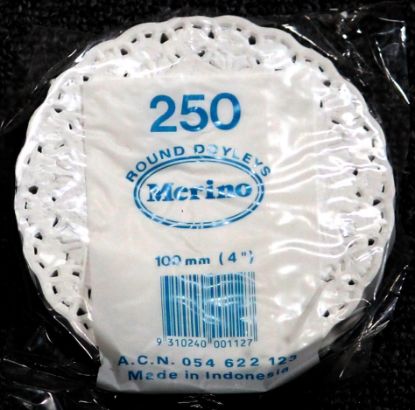 250
ROUND DOYLEYS
Merino
100 mm (4")
9 310240 001127
A.C.N. 054 622 125
Made in Indonesia